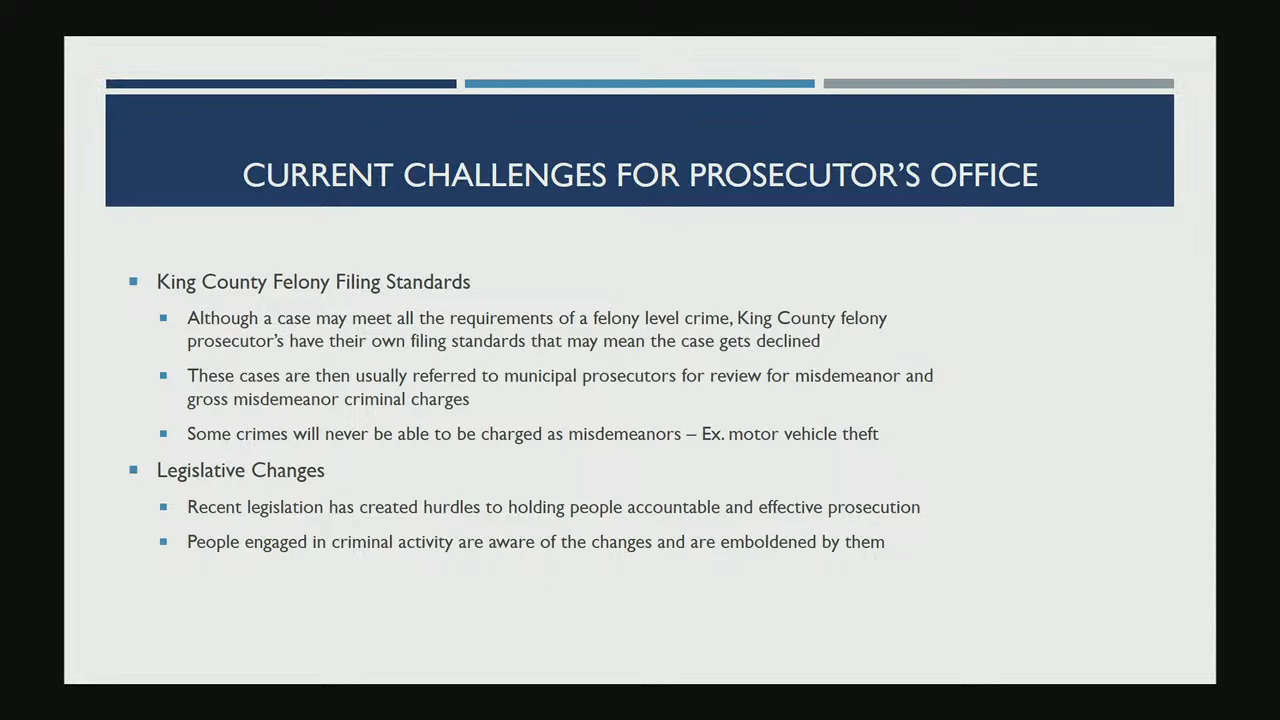 CURRENT CHALLENGES FOR PROSECUTOR'S OFFICE
King County Felony Filing Standards
Although a case may meet all the requirements of a felony level crime, King County felony
prosecutor's have their own filing standards that may mean the case gets declined
These cases are then usually referred to municipal prosecutors for review for misdemeanor and
gross misdemeanor criminal charges
Some crimes will never be able to be charged as misdemeanors – Ex. motor vehicle theft
Legislative Changes
Recent legislation has created hurdles to holding people accountable and effective prosecution
People engaged in criminal activity are aware of the changes and are emboldened by them